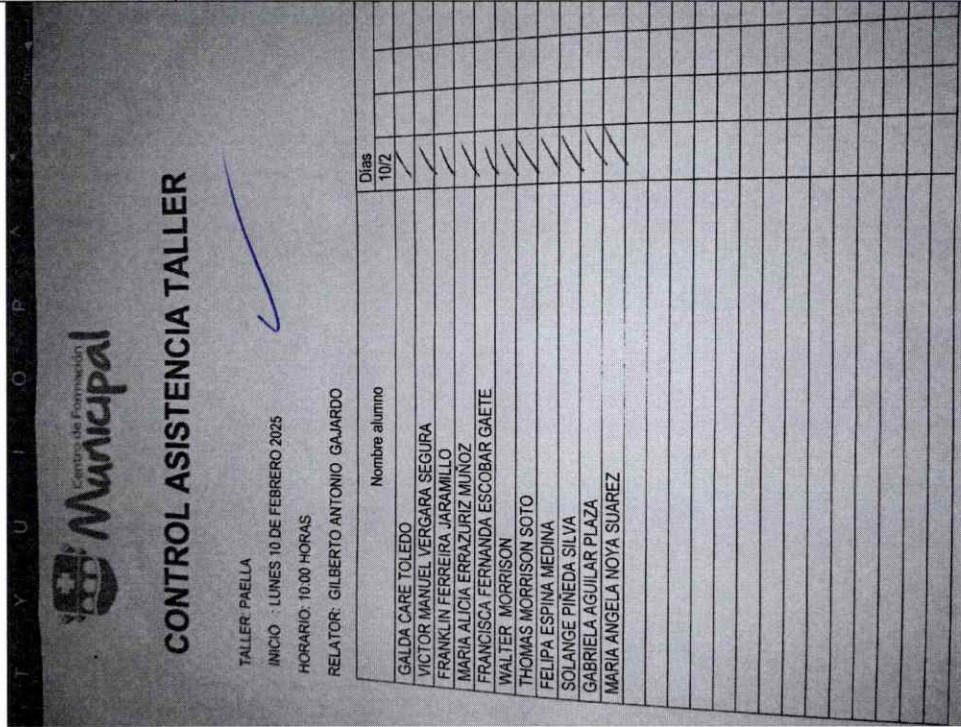 T Y U I O P
Centro de Formación
Municipal
CONTROL ASISTENCIA TALLER
TALLER: PAELLA
INICIO : LUNES 10 DE FEBRERO 2025
HORARIO: 10:00 HORAS
RELATOR: GILBERTO ANTONIO GAJARDO
Nombre alumno Días
10/2
GALDA CARE TOLEDO
VICTOR MANUEL VERGARA SEGURA
FRANKLIN FERREIRA JARAMILLO
MARIA ALICIA ERRAZURIZ MUÑOZ
FRANCISCA FERNANDA ESCOBAR GAETE
WALTER MORRISON
THOMAS MORRISON SOTO
FELIPA ESPINA MEDINA
SOLANGE PIÑEDA SILVA
GABRIELA AGUILAR PLAZA
MARIA ANGELA NOYA SUAREZ